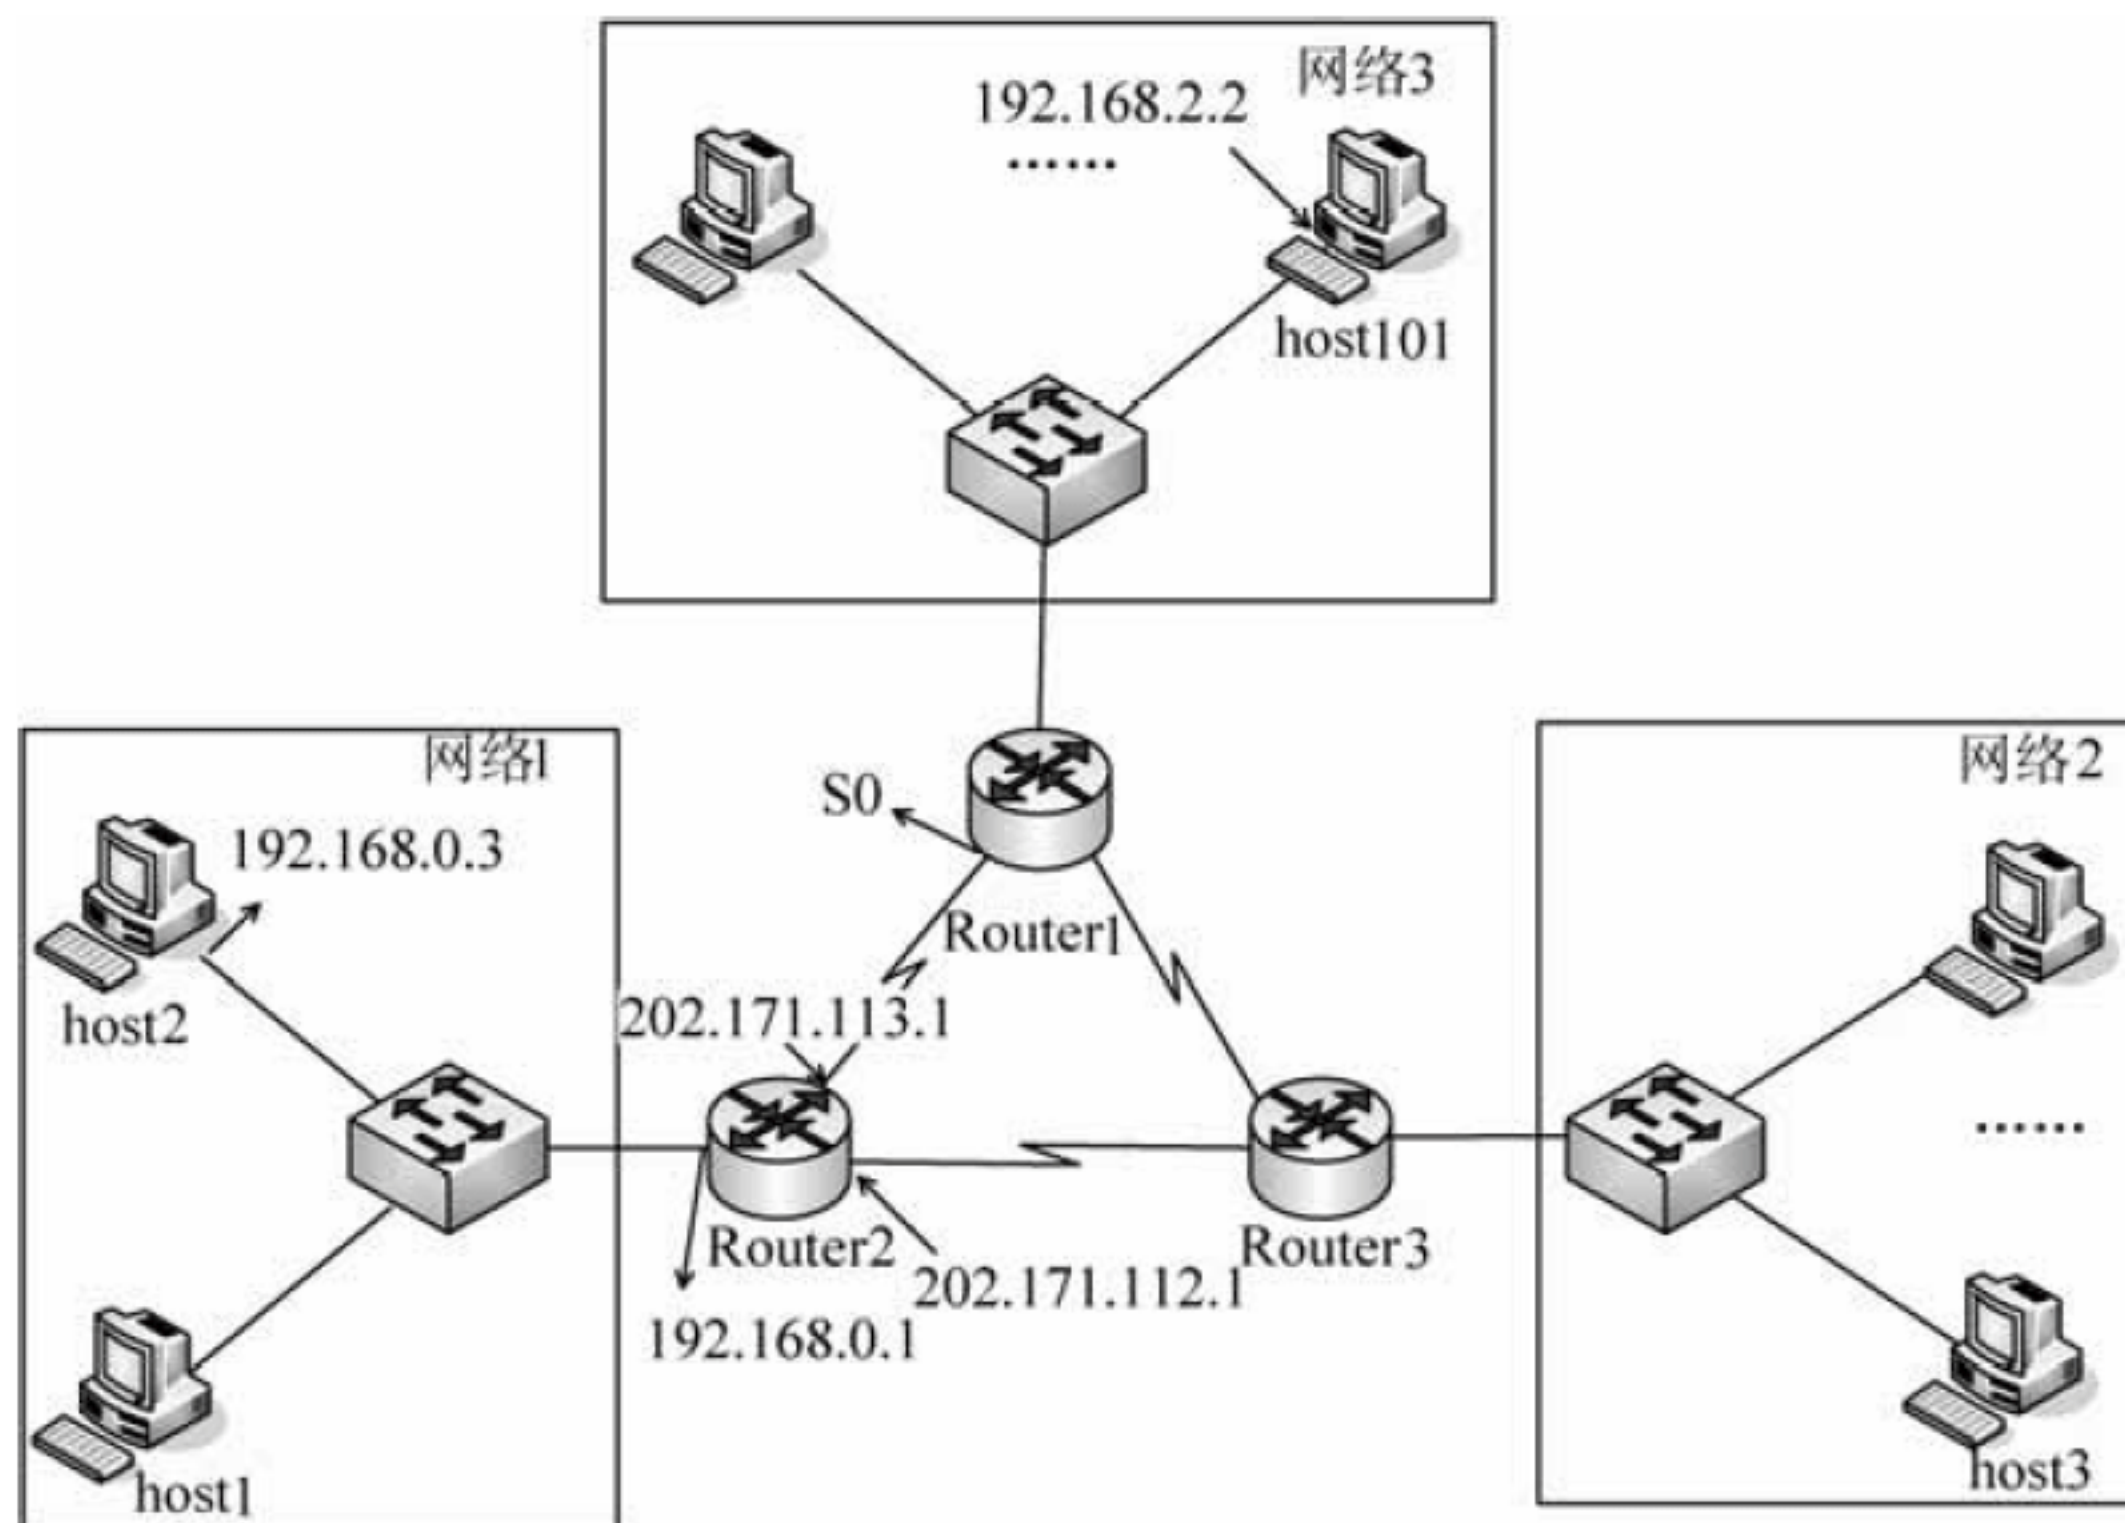 网络3
192.168.2.2
……
host101
网络1
S0
网络2
192.168.0.3
Router1
host2
202.171.113.1
……
Router2
Router3
202.171.112.1
192.168.0.1
host3
host1